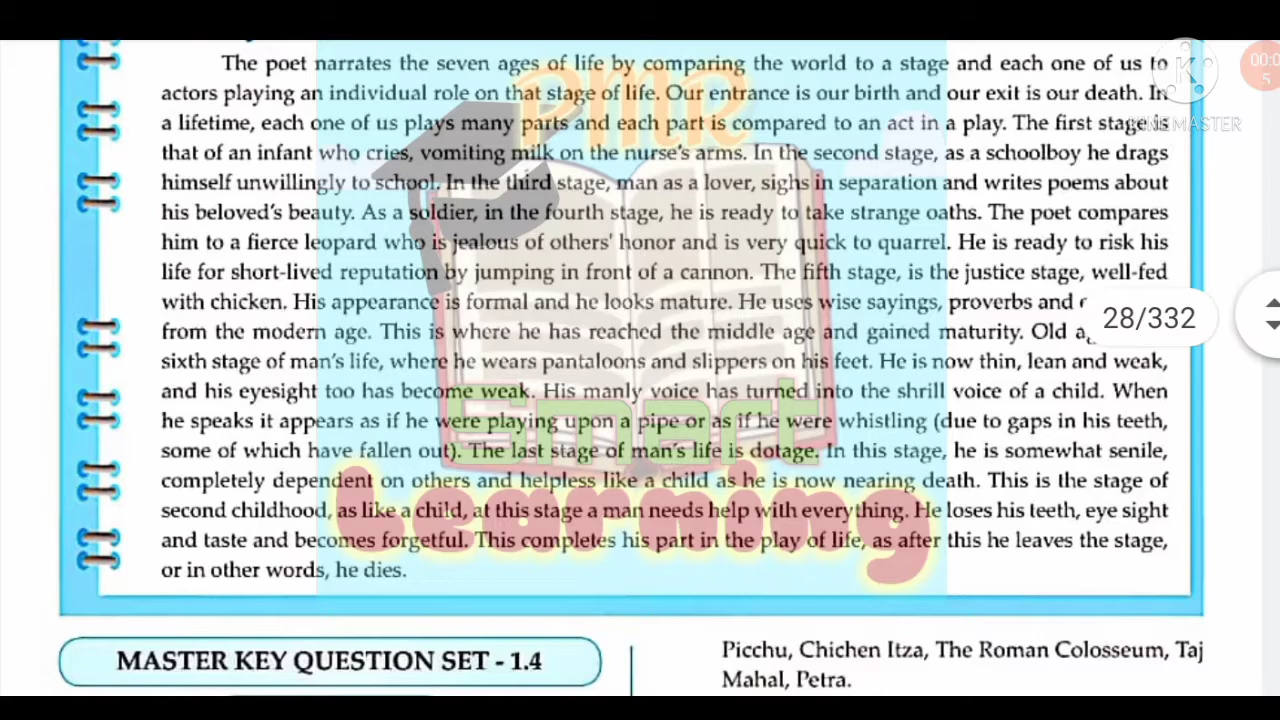 The poet narrates the seven ages of life by comparing the world to a stage and each one of us to
actors playing an individual role on that stage of life. Our entrance is our birth and our exit is our death. In
a lifetime, each one of us plays many parts and each part is compared to an act in a play. The first stage is
that of an infant who cries, vomiting milk on the nurse's arms. In the second stage, as a schoolboy he drags
himself unwillingly to school. In the third stage, man as a lover, sighs in separation and writes poems about
his beloved's beauty. As a soldier, in the fourth stage, he is ready to take strange oaths. The poet compares
him to a fierce leopard who is jealous of others' honor and is very quick to quarrel. He is ready to risk his
life for short-lived reputation by jumping in front of a cannon. The fifth stage, is the justice stage, well-fed
with chicken. His appearance is formal and he looks mature. He uses wise sayings, proverbs and
from the modern age. This is where he has reached the middle age and gained maturity. Old
sixth stage of man's life, where he wears pantaloons and slippers on his feet. He is now thin, lean and weak,
and his eyesight too has become weak. His manly voice has turned into the shrill voice of a child. When
he speaks it appears as if he were playing upon a pipe or as if he were whistling (due to gaps in his teeth,
some of which have fallen out). The last stage of man's life is dotage. In this stage, he is somewhat senile,
completely dependent on others and helpless like a child as he is now nearing death. This is the stage of
second childhood, as like a child, at this stage a man needs help with everything. He loses his teeth, eye sight
and taste and becomes forgetful. This completes his part in the play of life, as after this he leaves the stage,
or in other words, he dies.
MASTER KEY QUESTION SET - 1.4
Picchu, Chichen Itza, The Roman Colosseum, Taj
Mahal, Petra.
28/332
PMR
Smart
Learning
K
KINEMASTER
00:0
5